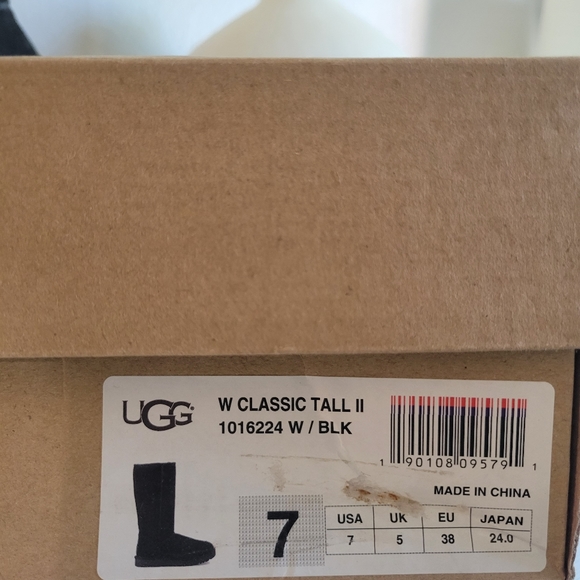 UGG
W CLASSIC TALL II
1016224 W / BLK
1 90108 09579 1
MADE IN CHINA
7
USA UK EU JAPAN
7 5 38 24.0